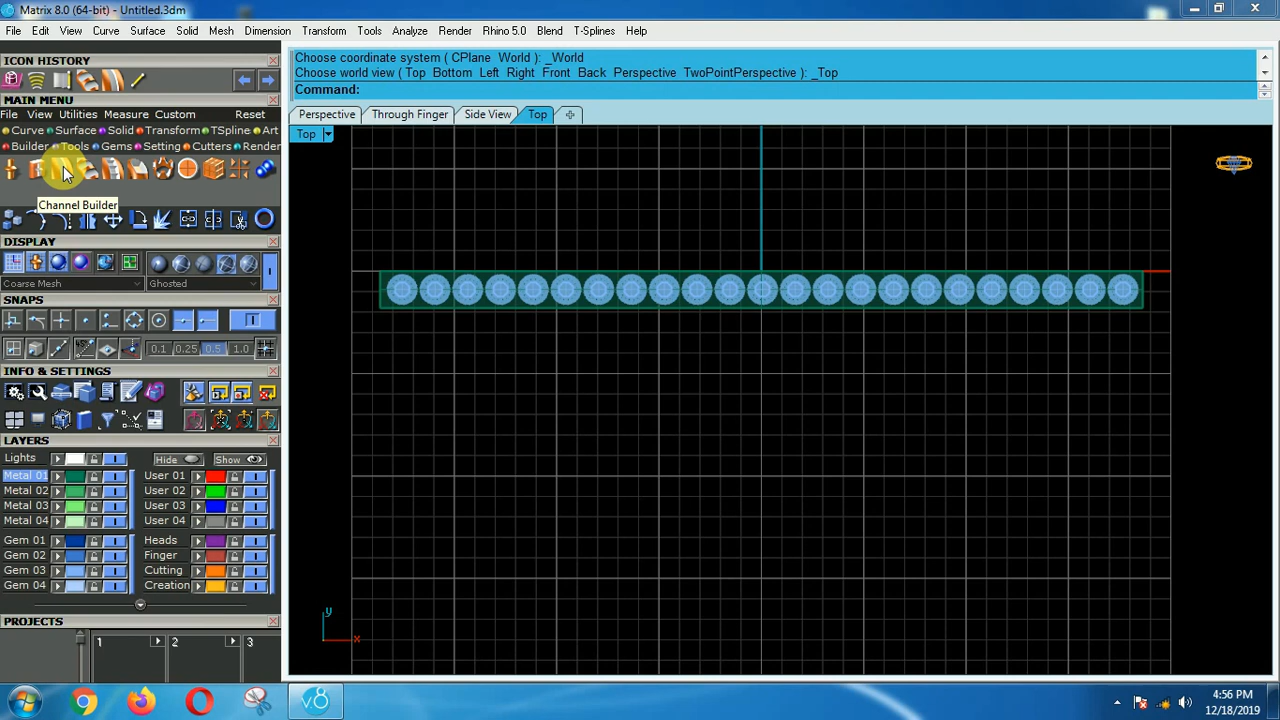 Matrix 8.0 (64-bit) - Untitled.3dm
File Edit View Curve Surface Solid Mesh Dimension Transform Tools Analyze Render Rhino 5.0 Blend T-Splines Help
ICON HISTORY
MAIN MENU
File View Utilities Measure Custom Reset
Curve Surface Solid Transform TSpline Art
Builder Tools Gems Setting Cutters Render
Channel Builder
DISPLAY
Coarse Mesh Ghosted
SNAPS
0.1 0.25 0.5 1.0
INFO & SETTINGS
LAYERS
Lights Hide Show
Metal 01 User 01
Metal 02 User 02
Metal 03 User 03
Metal 04 User 04
Gem 01 Heads
Gem 02 Finger
Gem 03 Cutting
Gem 04 Creation
PROJECTS
1 2 3
Choose coordinate system ( CPlane World ): _World
Choose world view ( Top Bottom Left Right Front Back Perspective TwoPointPerspective ): _Top
Command:
Perspective Through Finger Side View Top
Top
y
x
v8
4:56 PM
12/18/2019